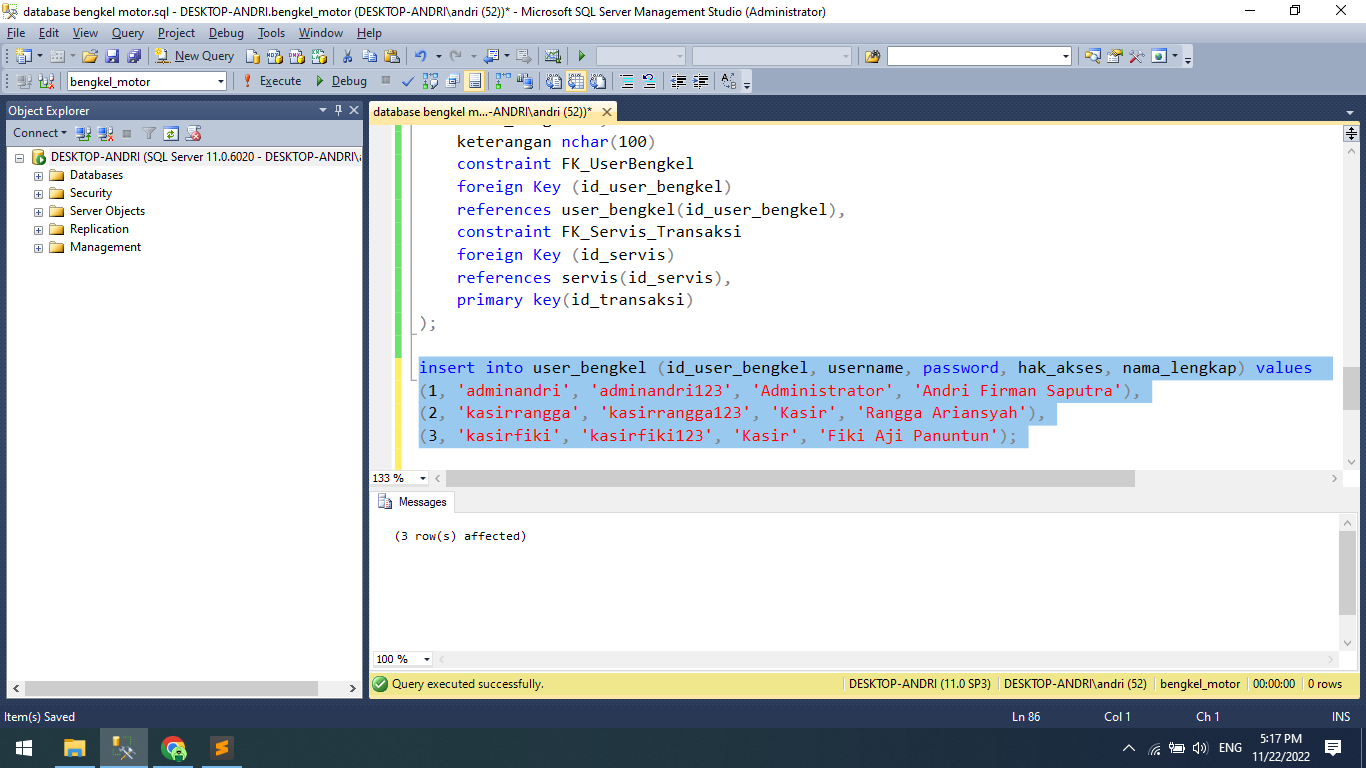 database bengkel motor.sql - DESKTOP-ANDRI.bengkel_motor (DESKTOP-ANDRI\andri (52))* - Microsoft SQL Server Management Studio (Administrator)
File Edit View Query Project Debug Tools Window Help
New Query
bengkel_motor Execute Debug
Object Explorer
Connect
DESKTOP-ANDRI (SQL Server 11.0.6020 - DESKTOP-ANDRI\
Databases
Security
Server Objects
Replication
Management
database bengkel m...-ANDRI\andri (52))*
keterangan nchar(100)
constraint FK_UserBengkel
foreign Key (id_user_bengkel)
references user_bengkel(id_user_bengkel),
constraint FK_Servis_Transaksi
foreign Key (id_servis)
references servis(id_servis),
primary key(id_transaksi)
);
insert into user_bengkel (id_user_bengkel, username, password, hak_akses, nama_lengkap) values
(1, 'adminandri', 'adminandri123', 'Administrator', 'Andri Firman Saputra'),
(2, 'kasirrangga', 'kasirrangga123', 'Kasir', 'Rangga Ariansyah'),
(3, 'kasirfiki', 'kasirfiki123', 'Kasir', 'Fiki Aji Panuntun');
133 %
Messages
(3 row(s) affected)
100 %
Query executed successfully. DESKTOP-ANDRI (11.0 SP3) DESKTOP-ANDRI\andri (52) bengkel_motor 00:00:00 0 rows
Item(s) Saved Ln 86 Col 1 Ch 1 INS
ENG 5:17 PM
11/22/2022